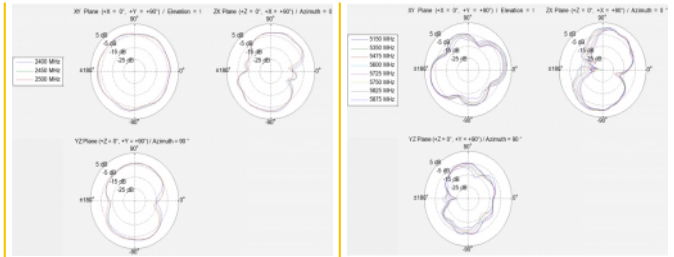 XY Plane (+X = 0°, +Y = +90°) / Elevation =
ZX Plane (+Z = 0°, +X = +90°) / Azimuth = 0
90°
90°
5 dB
-5 dB
-15 dB
-25 dB
±180°
0°
-90°
5 dB
-5 dB
-15 dB
-25 dB
±180°
0°
-90°
2400 MHz
2450 MHz
2500 MHz
YZ Plane (+Z = 0°, +Y = +90°) / Azimuth = 90 °
90°
5 dB
-5 dB
-15 dB
-25 dB
±180°
0°
-90°
XY Plane (+X = 0°, +Y = +90°) / Elevation =
ZX Plane (+Z = 0°, +X = +90°) / Azimuth = 0 °
90°
90°
5 dB
-5 dB
-15 dB
-25 dB
±180°
0°
-90°
5 dB
-5 dB
-15 dB
-25 dB
±180°
0°
-90°
5150 MHz
5350 MHz
5475 MHz
5600 MHz
5725 MHz
5750 MHz
5825 MHz
5875 MHz
YZ Plane (+Z = 0°, +Y = +90°) / Azimuth = 90 °
90°
5 dB
-5 dB
-15 dB
-25 dB
±180°
0°
-90°